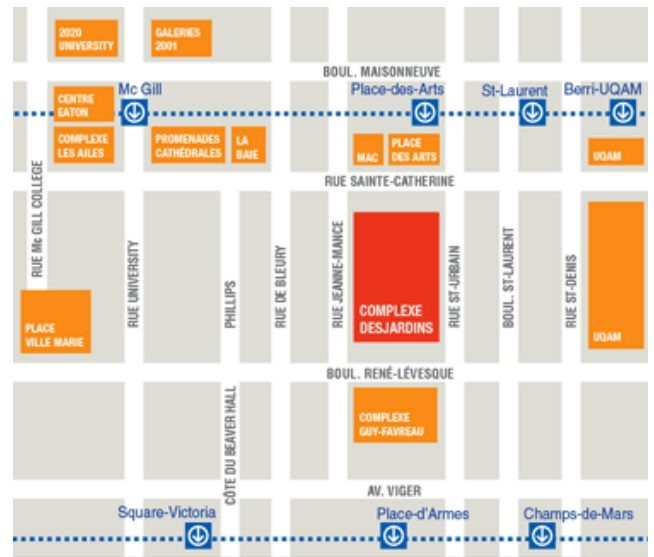 2020
UNIVERSITY
GALERIES
2001
BOUL. MAISONNEUVE
Mc Gill
Place-des-Arts
St-Laurent
Berri-UQAM
CENTRE
EATON
COMPLEXE
LES AILES
PROMENADES
CATHÉDRALES
LA
BAIE
MAC
PLACE
DES ARTS
UQAM
RUE SAINTE-CATHERINE
RUE Mc GILL COLLEGE
RUE UNIVERSITY
PHILLIPS
RUE DE BLEURY
RUE JEANNE-MANCE
COMPLEXE
DESJARDINS
RUE ST-URBAIN
BOUL. ST-LAURENT
RUE ST-DENIS
UQAM
PLACE
VILLE MARIE
BOUL. RENÉ-LÉVESQUE
CÔTE DU BEAVER HALL
COMPLEXE
GUY-FAVREAU
AV. VIGER
Square-Victoria
Place-d'Armes
Champs-de-Mars